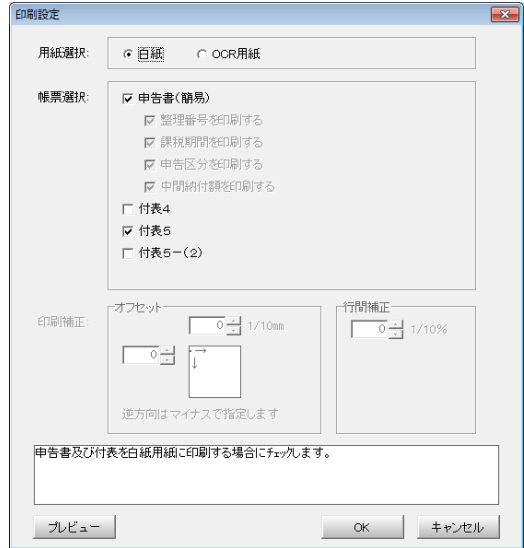 印刷設定
用紙選択: 白紙 OCR用紙
帳票選択: 申告書(簡易)
整理番号を印刷する
課税期間を印刷する
申告区分を印刷する
中間納付額を印刷する
付表4
付表5
付表5-(2)
印刷補正: オフセット 行間補正
0 1/10mm 0 1/10%
0
逆方向はマイナスで指定します
申告書及び付表を白紙用紙に印刷する場合にチェックします。
プレビュー OK キャンセル